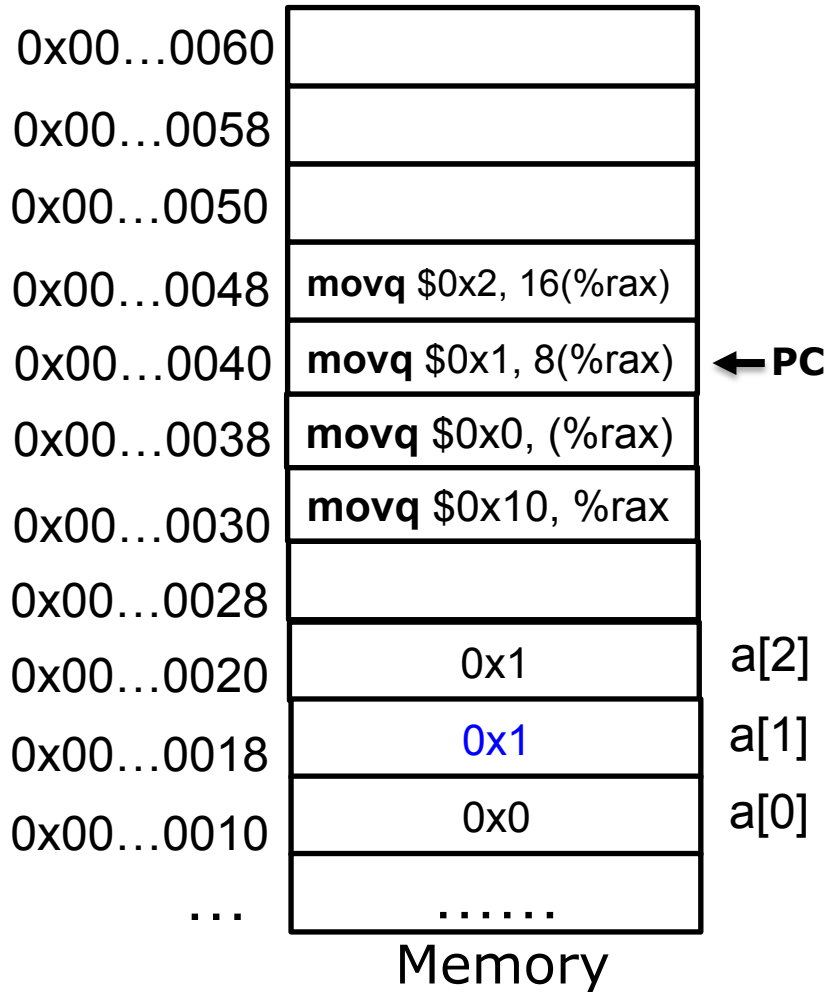 0x00…0060
0x00…0058
0x00…0050
0x00…0048 movq $0x2, 16(%rax)
0x00…0040 movq $0x1, 8(%rax) PC
0x00…0038 movq $0x0, (%rax)
0x00…0030 movq $0x10, %rax
0x00…0028
0x00…0020 0x1 a[2]
0x00…0018 0x1 a[1]
0x00…0010 0x0 a[0]
… ……
Memory